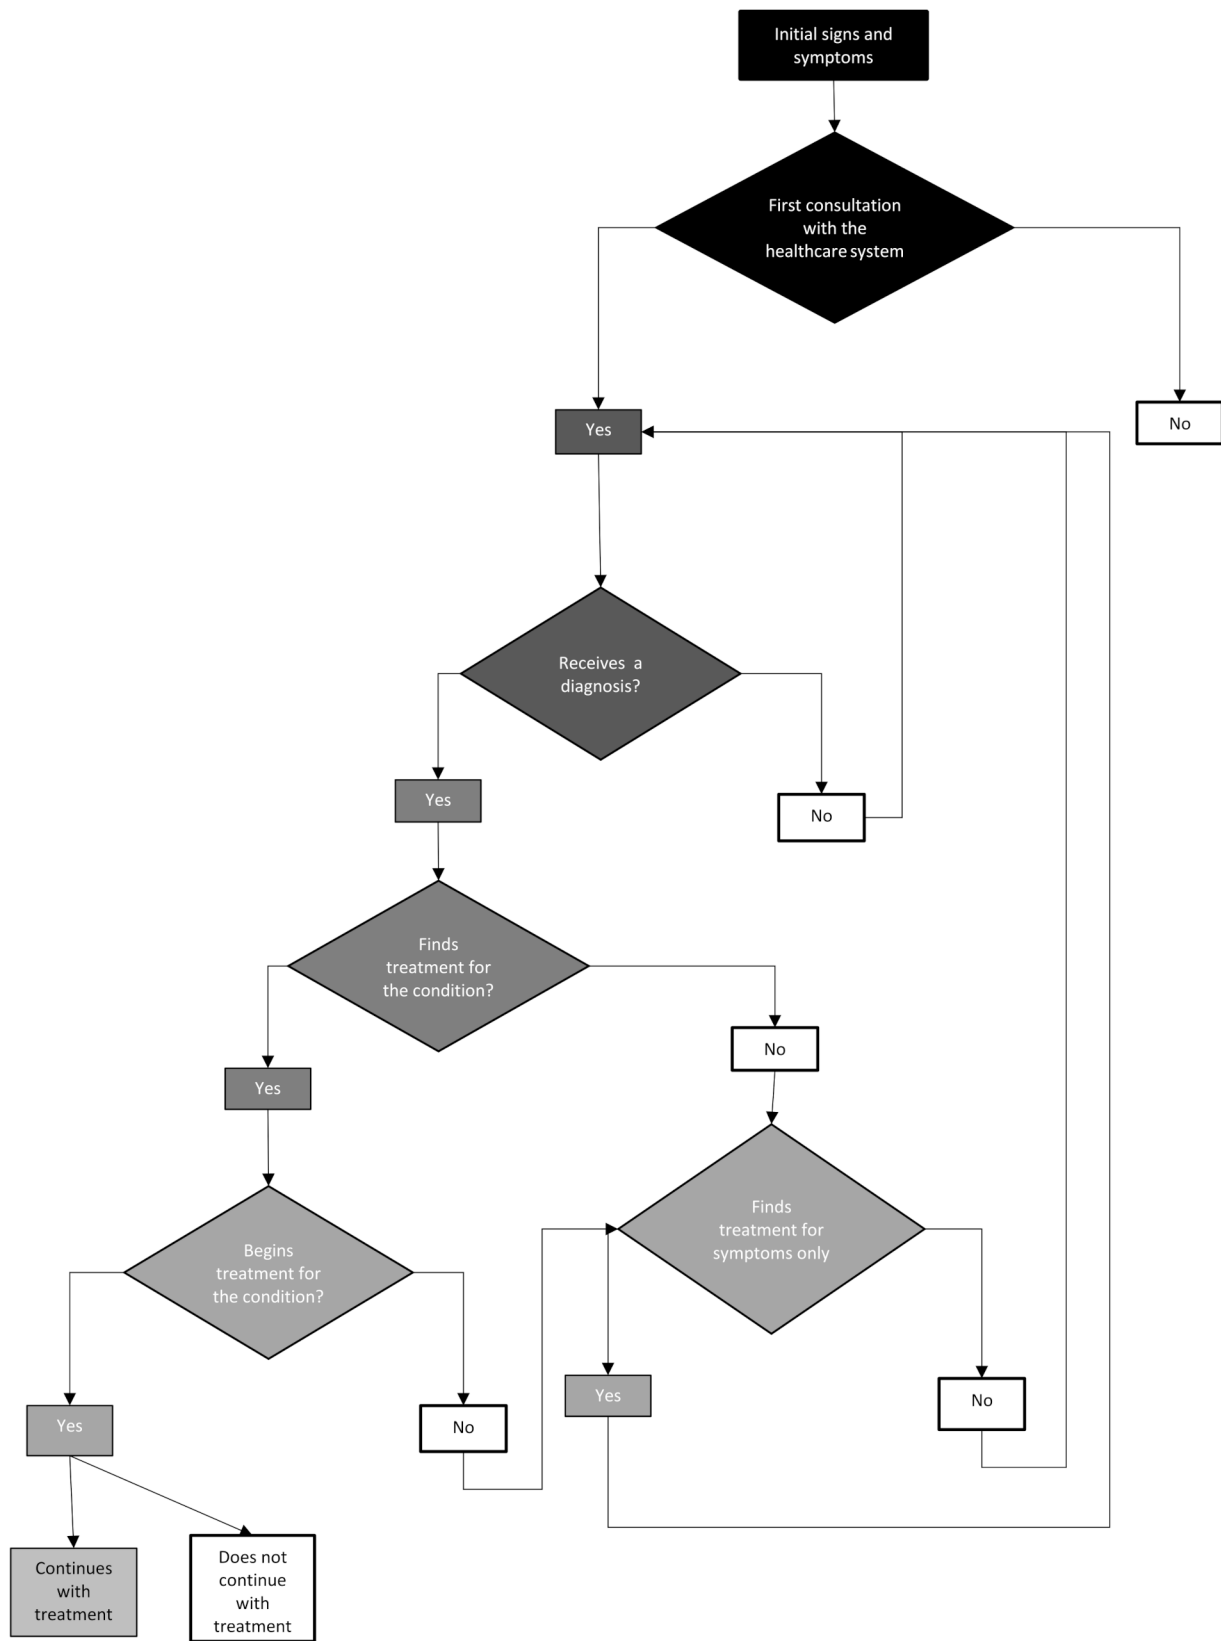 Initial signs and
symptoms
First consultation
with the
healthcare system
Yes
No
Receives a
diagnosis?
Yes
No
Finds
treatment for
the condition?
No
Yes
Finds
treatment for
symptoms only
Begins
treatment for
the condition?
Yes
No
Yes
No
Continues
with
treatment
Does not
continue
with
treatment